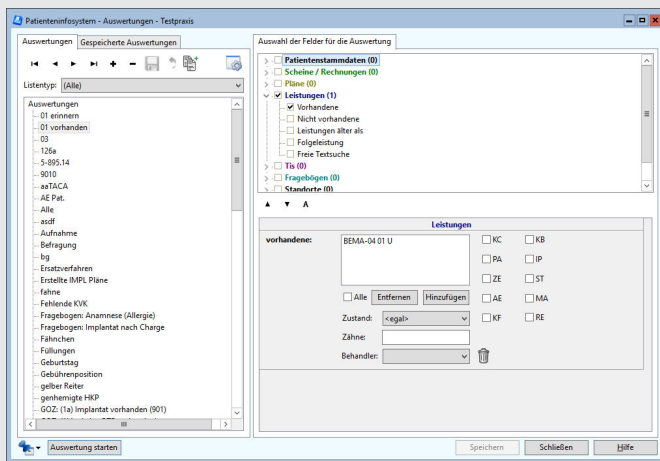 Patienteninfosystem - Auswertungen - Testpraxis
Auswertungen
Gespeicherte Auswertungen
Listentyp:
(Alle)
Auswertungen
01 erinnern
01 vorhanden
03
126a
5-895.14
9010
aaTACA
AE Pat.
Alle
asdf
Aufnahme
Befragung
bg
Ersatzverfahren
Erstellte IMPL Pläne
fahne
Fehlende KVK
Fragebogen: Anamnese (Allergie)
Fragebogen: Implantat nach Charge
Fähnchen
Füllungen
Geburtstag
Gebührenposition
gelber Reiter
genhemigte HKP
GOZ: (1a) Implantat vorhanden (901)
Auswertung starten
Auswahl der Felder für die Auswertung
Patientenstammdaten (0)
Scheine / Rechnungen (0)
Pläne (0)
Leistungen (1)
Vorhandene
Nicht vorhandene
Leistungen älter als
Folgeleistung
Freie Textsuche
Tis (0)
Fragebögen (0)
Standorte (0)
A
Leistungen
vorhandene:
BEMA-04 01 U
KC KB
PA IP
ZE ST
AE MA
KF RE
Alle Entfernen Hinzufügen
Zustand: <egal>
Zähne:
Behandler:
Speichern Schließen Hilfe